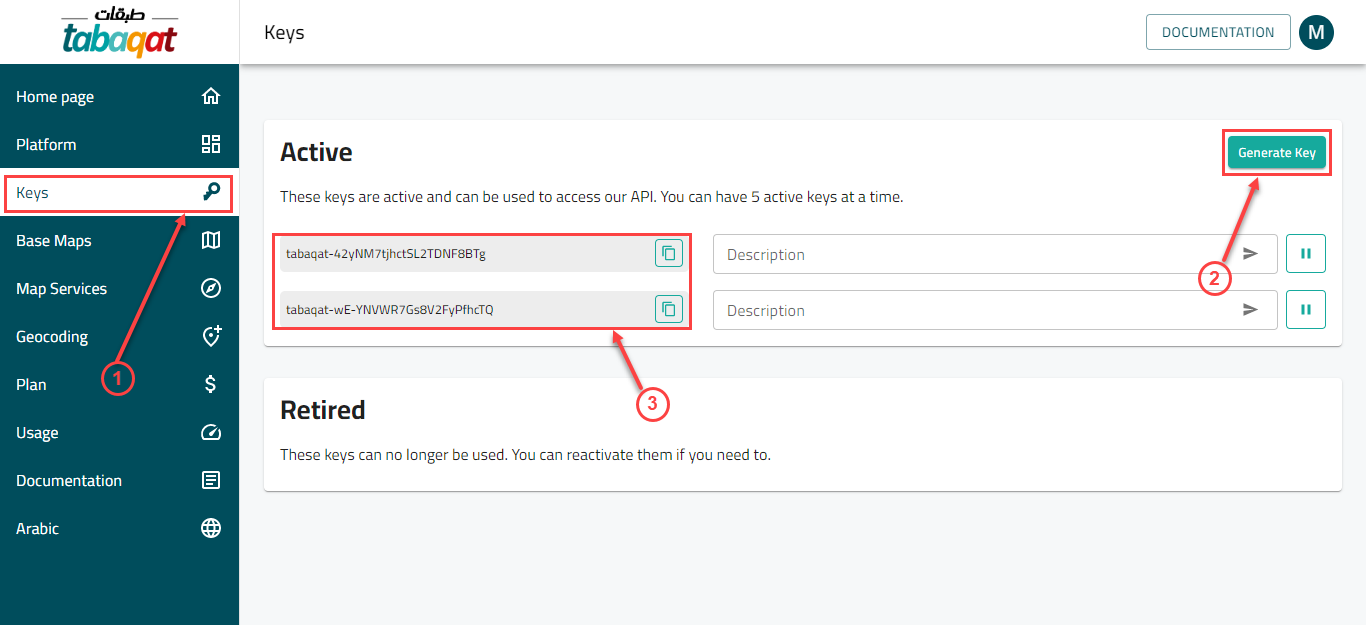 طبقات
tabaqat
Keys
DOCUMENTATION
M
Home page
Platform
Keys
Base Maps
Map Services
Geocoding
Plan
Usage
Documentation
Arabic
1
Active
Generate Key
These keys are active and can be used to access our API. You can have 5 active keys at a time.
tabaqat-42yNM7tjhctSL2TDNF8BTg
Description
2
tabaqat-wE-YNVWR7Gs8V2FyPfhcTQ
Description
3
Retired
These keys can no longer be used. You can reactivate them if you need to.